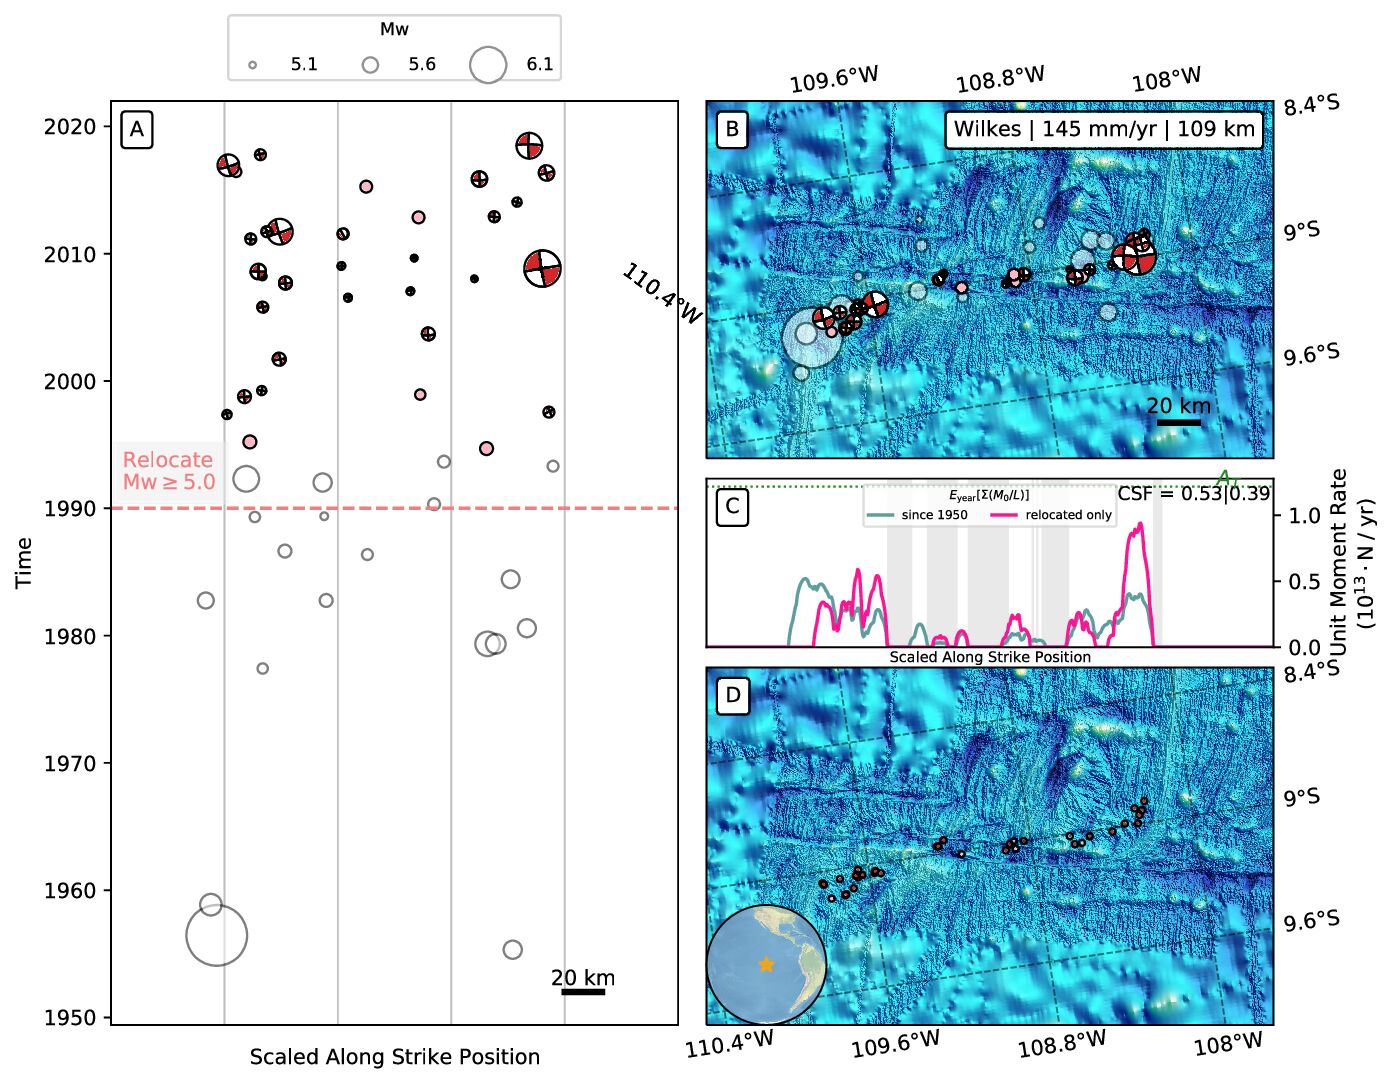 Mw
5.1 5.6 6.1
A
2020
2010
2000
1990
1980
1970
1960
1950
Time
Relocate
Mw ≥ 5.0
20 km
Scaled Along Strike Position
109.6°W 108.8°W 108°W
110.4°W
B
Wilkes | 145 mm/yr | 109 km
8.4°S
9°S
9.6°S
20 km
C
E_year[Σ(M₀/L)]
since 1950 relocated only
CSF = 0.53|0.39
1.0
0.5
0.0
Unit Moment Rate
(10¹³ · N / yr)
Scaled Along Strike Position
D
8.4°S
9°S
9.6°S
110.4°W 109.6°W 108.8°W 108°W